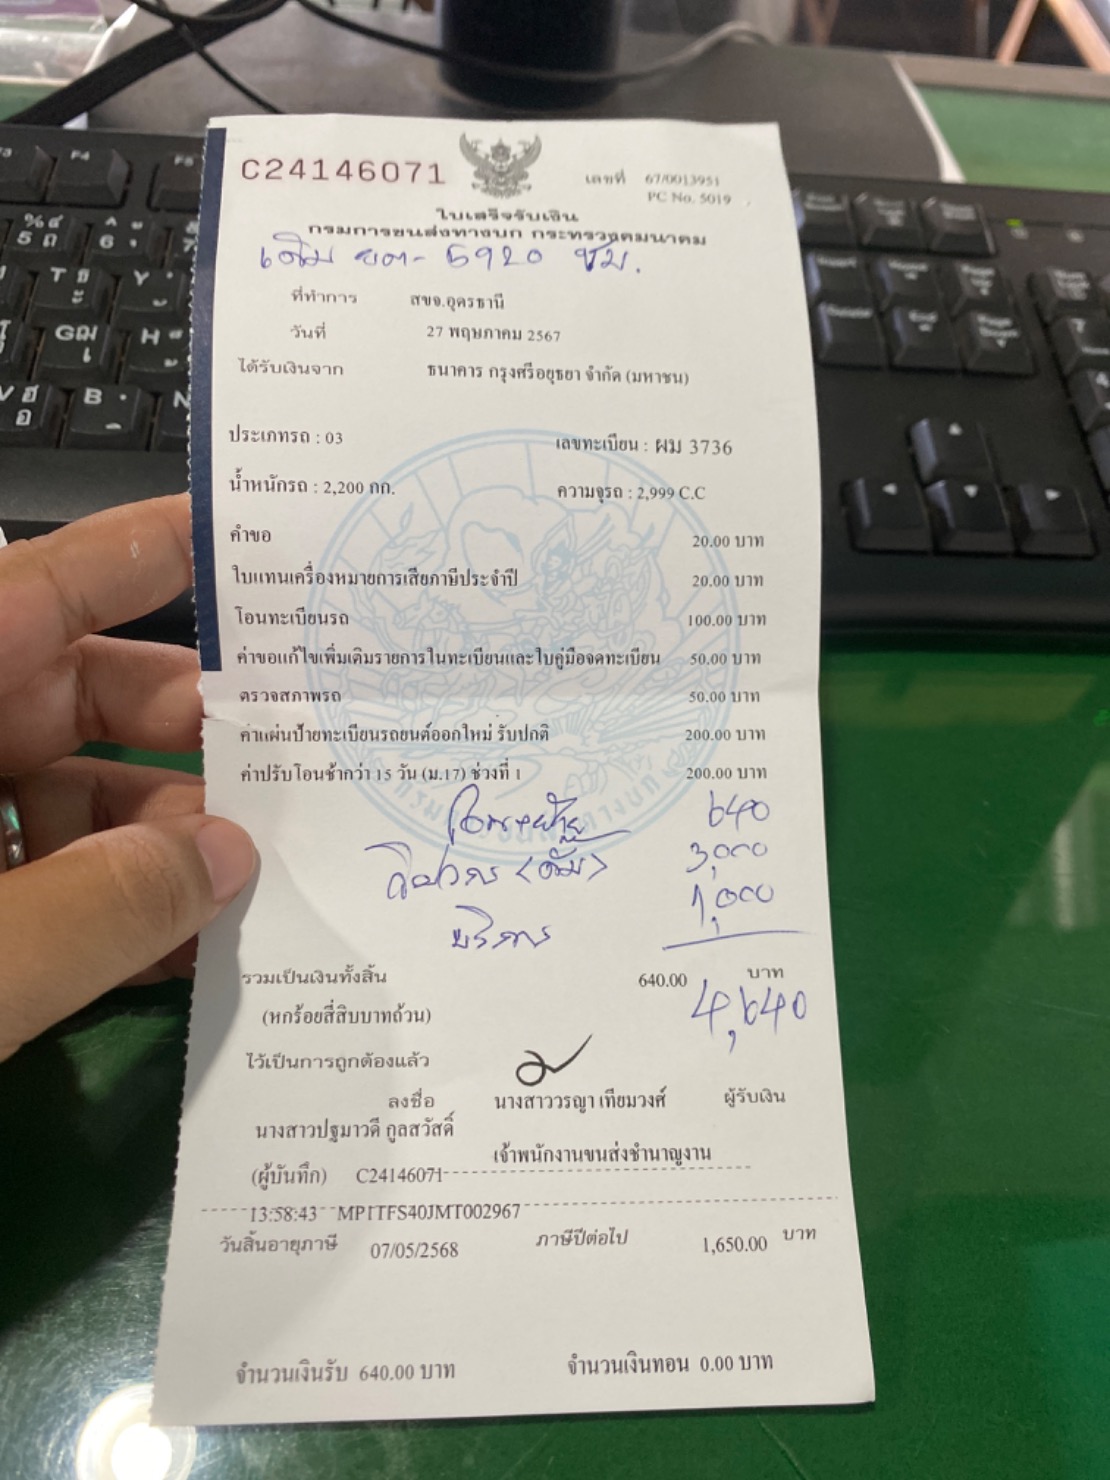 C24146071
เลขที่ 67/0013951
PC No. 5019
ใบเสร็จรับเงิน
กรมการขนส่งทางบก กระทรวงคมนาคม
เดิม ยต-5920 ชบ.
ที่ทำการ สขจ.อุดรธานี
วันที่ 27 พฤษภาคม 2567
ได้รับเงินจาก ธนาคาร กรุงศรีอยุธยา จำกัด (มหาชน)
ประเภทรถ : 03 เลขทะเบียน : ผม 3736
น้ำหนักรถ : 2,200 กก. ความจุรถ : 2,999 C.C
คำขอ 20.00 บาท
ใบแทนเครื่องหมายการเสียภาษีประจำปี 20.00 บาท
โอนทะเบียนรถ 100.00 บาท
ค่าขอแก้ไขเพิ่มเติมรายการในทะเบียนและใบคู่มือจดทะเบียน 50.00 บาท
ตรวจสภาพรถ 50.00 บาท
ค่าแผ่นป้ายทะเบียนรถยนต์ออกใหม่ รับปกติ 200.00 บาท
ค่าปรับโอนช้ากว่า 15 วัน (ม.17) ช่วงที่ 1 200.00 บาท
640
3,000
บริการ 1,000
รวมเป็นเงินทั้งสิ้น 640.00 บาท
4,640
(หกร้อยสี่สิบบาทถ้วน)
ไว้เป็นการถูกต้องแล้ว
ลงชื่อ นางสาววรญา เทียมวงศ์ ผู้รับเงิน
นางสาวปฐมาวดี กูลสวัสดิ์
เจ้าพนักงานขนส่งชำนาญงาน
(ผู้บันทึก) C24146071
13:58:43 MP1TFS40JMT002967
วันสิ้นอายุภาษี 07/05/2568 ภาษีปีต่อไป 1,650.00 บาท
จำนวนเงินรับ 640.00 บาท จำนวนเงินทอน 0.00 บาท